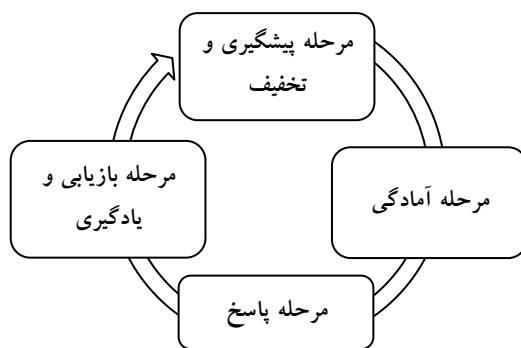 مرحله پیشگیری و
تخفیف
مرحله آمادگی
مرحله پاسخ
مرحله بازیابی و
یادگیری